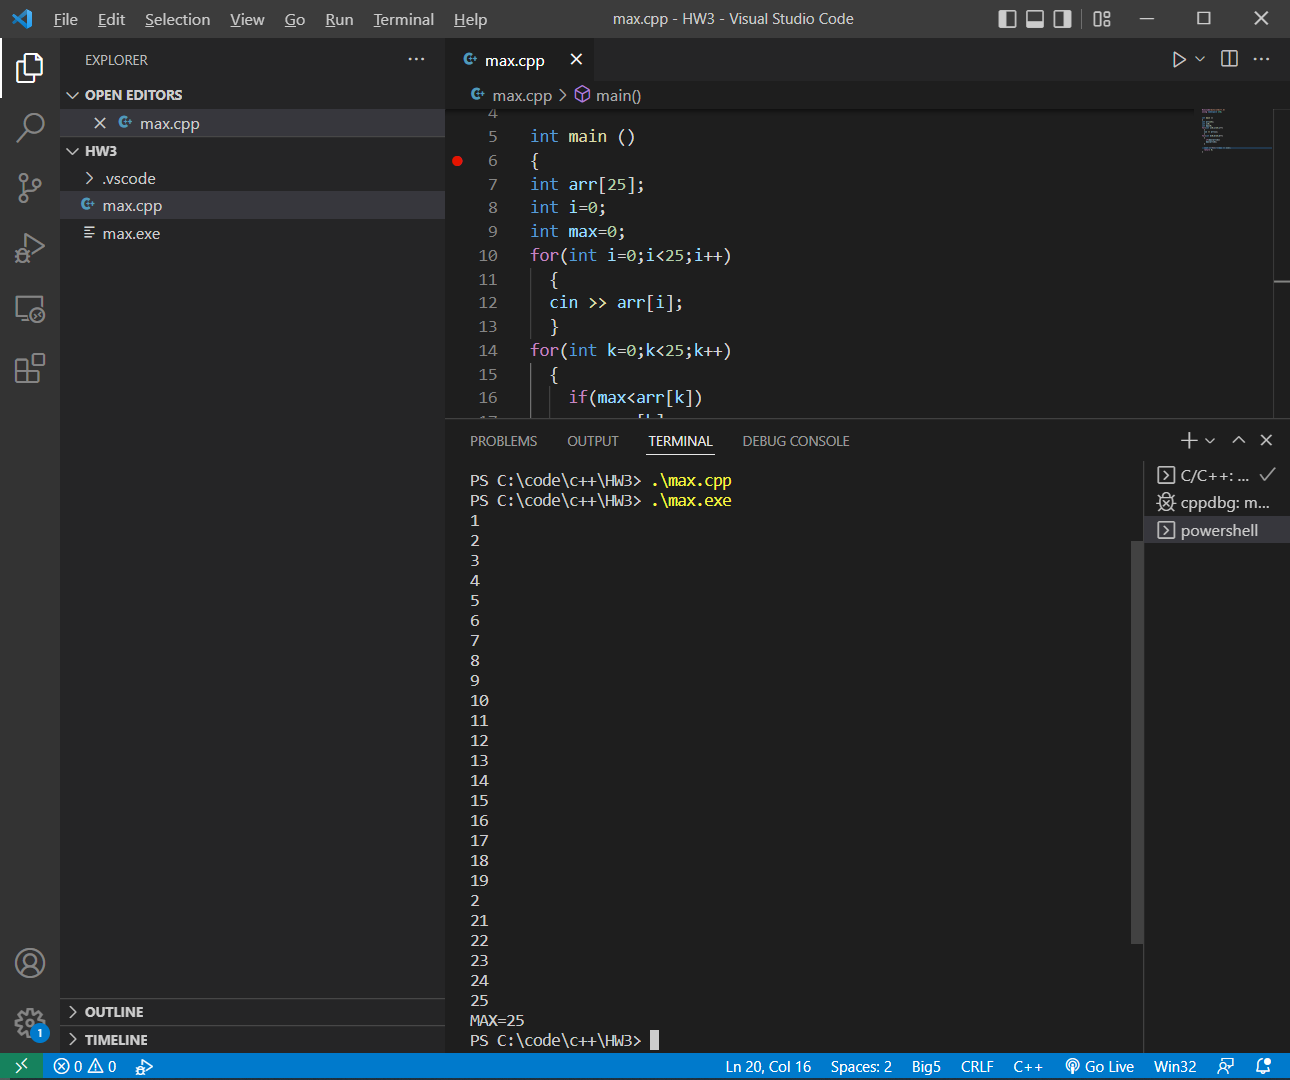 File Edit Selection View Go Run Terminal Help max.cpp - HW3 - Visual Studio Code
EXPLORER
OPEN EDITORS
max.cpp
HW3
.vscode
max.cpp
max.exe
OUTLINE
TIMELINE
1
max.cpp
max.cpp > main()
4
5 int main ()
6 {
7 int arr[25];
8 int i=0;
9 int max=0;
10 for(int i=0;i<25;i++)
11 {
12 cin >> arr[i];
13 }
14 for(int k=0;k<25;k++)
15 {
16 if(max<arr[k])
PROBLEMS OUTPUT TERMINAL DEBUG CONSOLE
PS C:\code\c++\HW3> .\max.cpp
PS C:\code\c++\HW3> .\max.exe
1
2
3
4
5
6
7
8
9
10
11
12
13
14
15
16
17
18
19
2
21
22
23
24
25
MAX=25
PS C:\code\c++\HW3>
C/C++: ...
cppdbg: m...
powershell
0 0 Ln 20, Col 16 Spaces: 2 Big5 CRLF C++ Go Live Win32